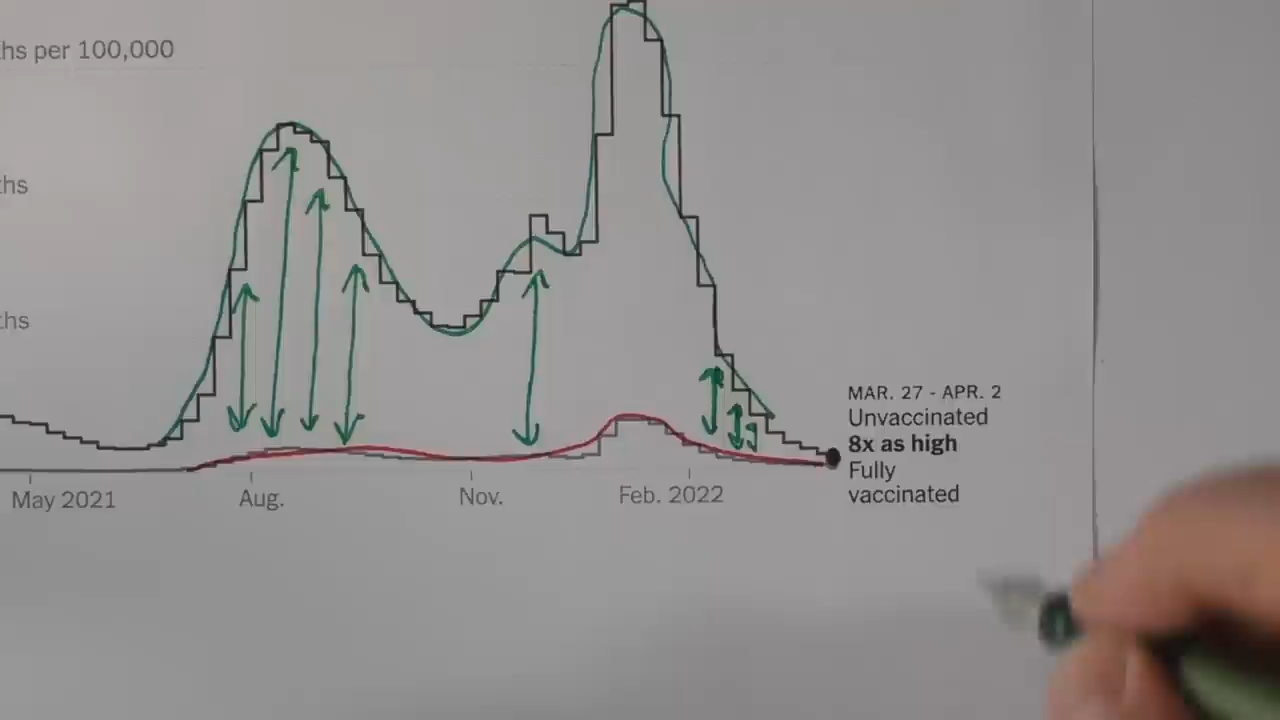 ths per 100,000
ths
ths
MAR. 27 - APR. 2
Unvaccinated
8x as high
Fully
vaccinated
May 2021
Aug.
Nov.
Feb. 2022